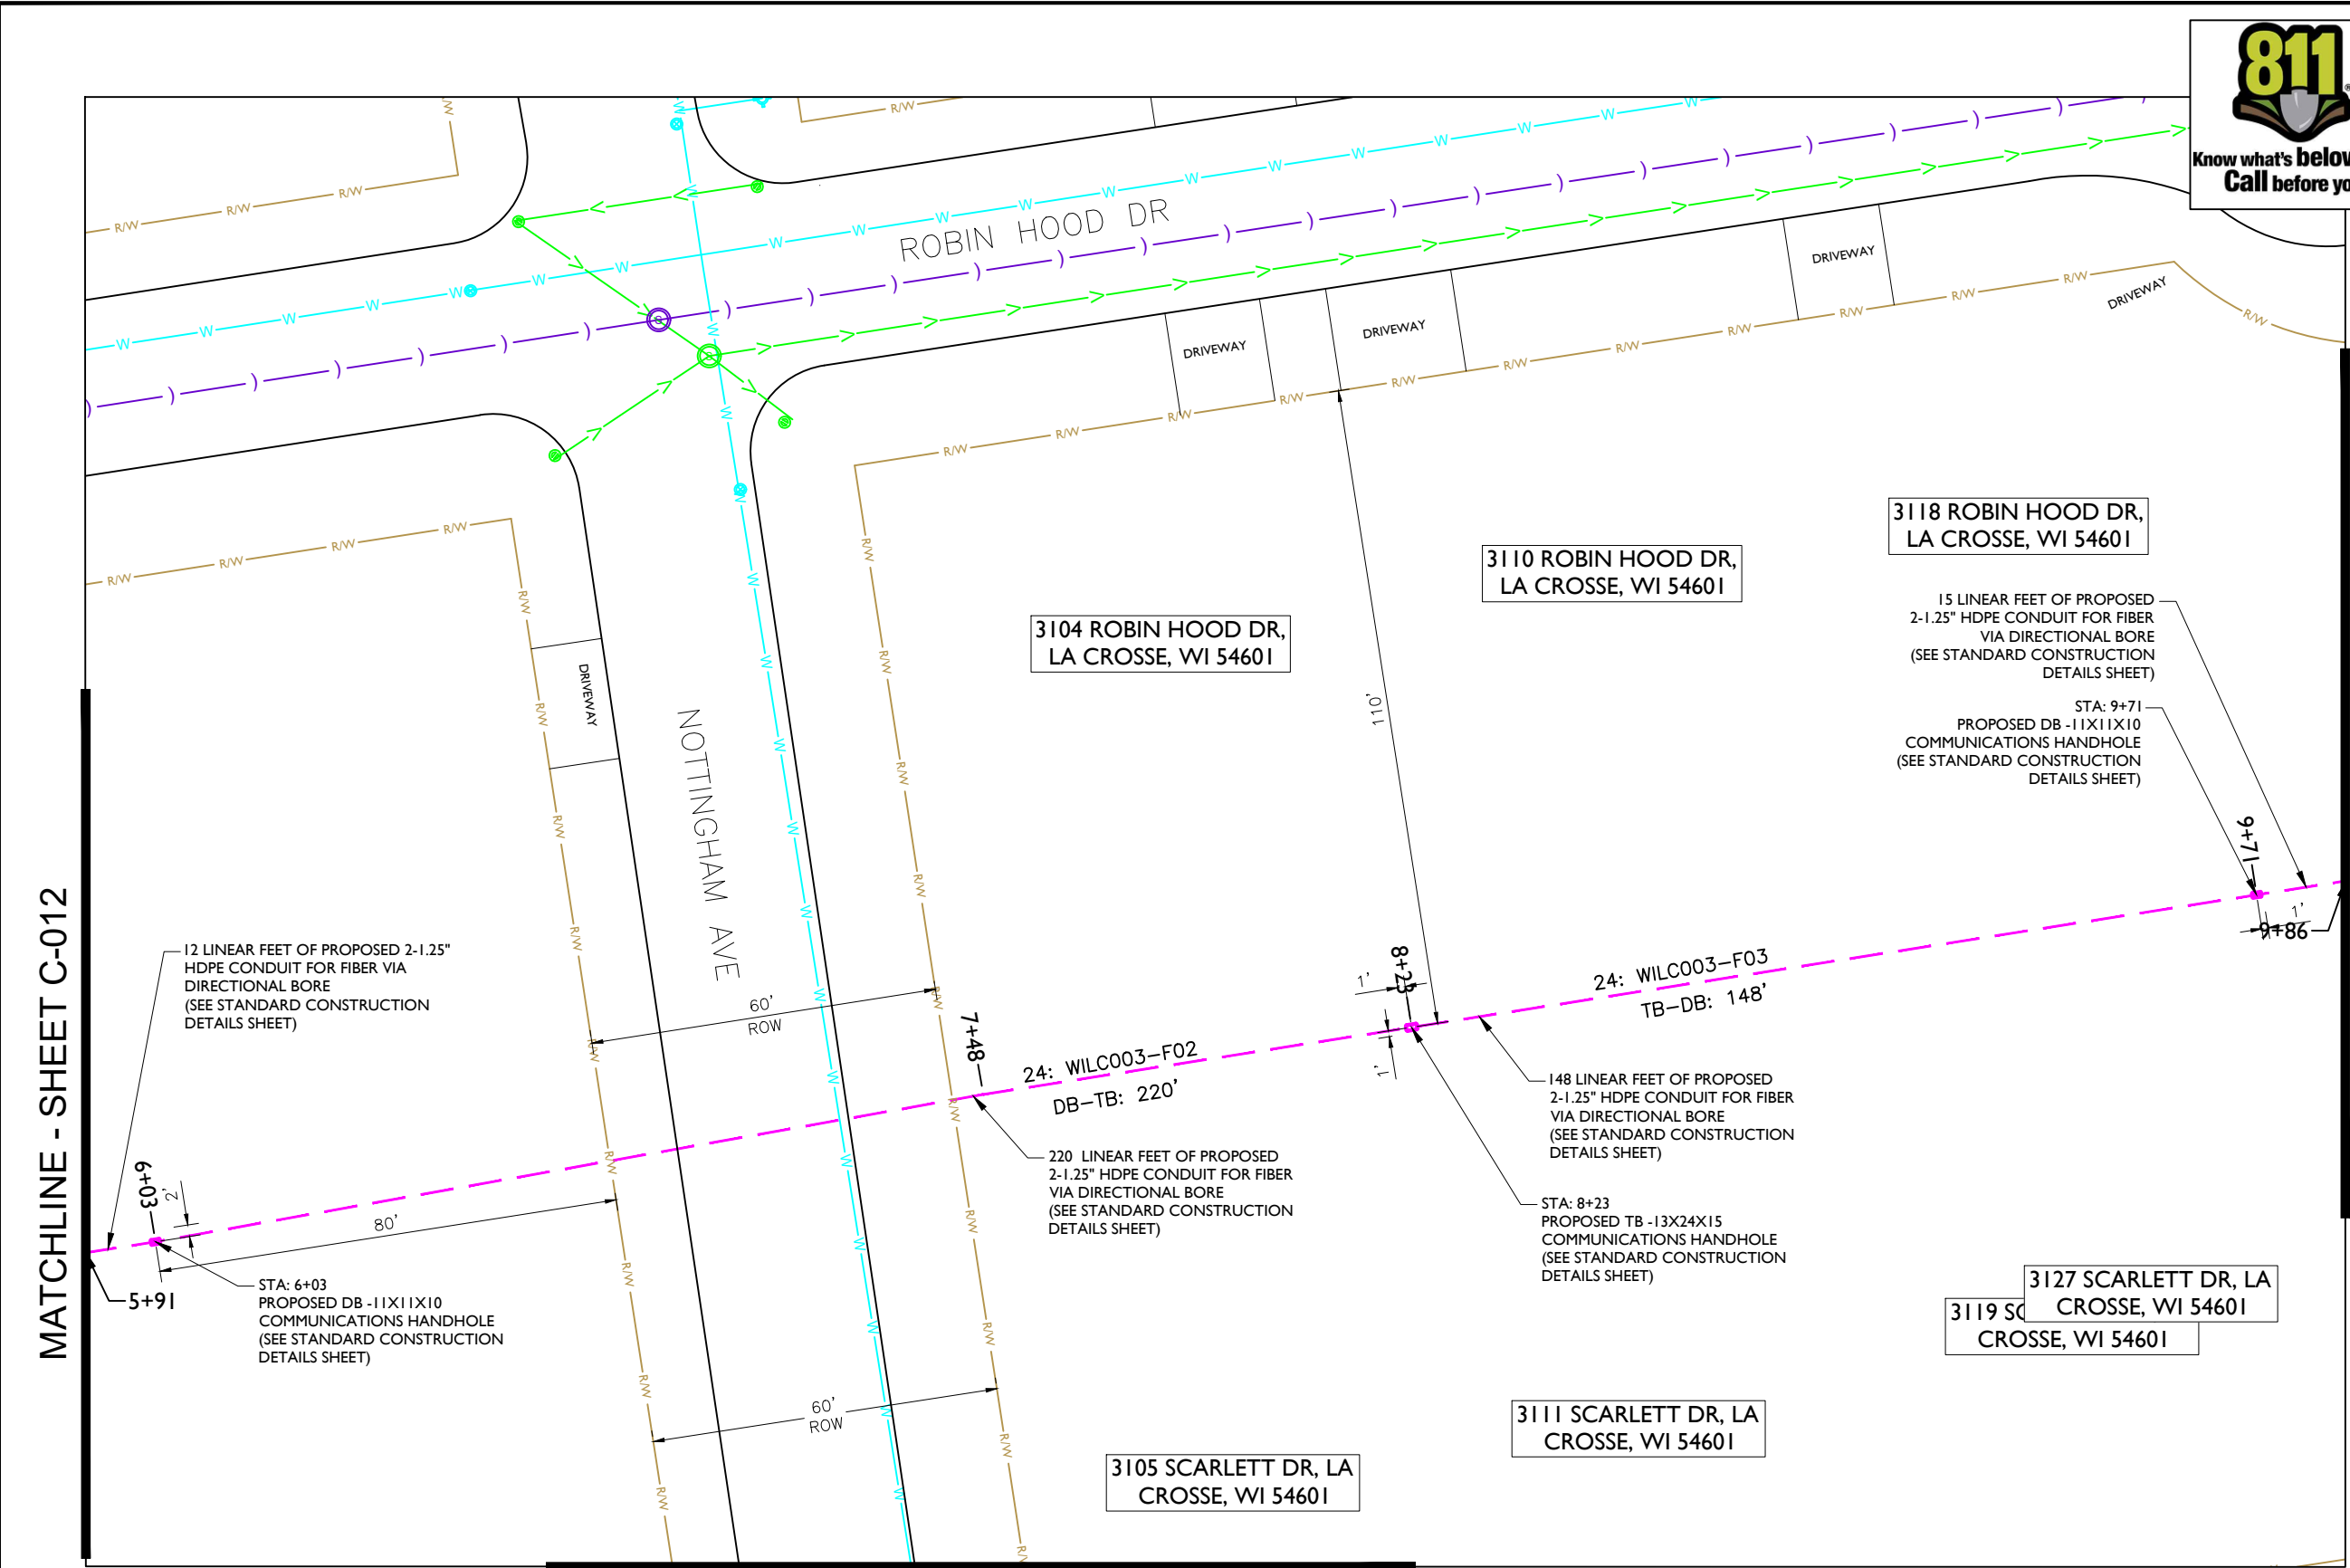 811
®
Know what's below
Call before yo
R/W
R/W
R/W
R/W
R/W
W
ROBIN HOOD DR
DRIVEWAY
DRIVEWAY
DRIVEWAY
DRIVEWAY
R/W
R/W
R/W
R/W
R/W
R/W
R/W
R/W
R/W
R/W
R/W
R/W
R/W
R/W
3118 ROBIN HOOD DR,
LA CROSSE, WI 54601
3110 ROBIN HOOD DR,
LA CROSSE, WI 54601
3104 ROBIN HOOD DR,
LA CROSSE, WI 54601
15 LINEAR FEET OF PROPOSED
2-1.25" HDPE CONDUIT FOR FIBER
VIA DIRECTIONAL BORE
(SEE STANDARD CONSTRUCTION
DETAILS SHEET)
STA: 9+71
PROPOSED DB -11X11X10
COMMUNICATIONS HANDHOLE
(SEE STANDARD CONSTRUCTION
DETAILS SHEET)
DRIVEWAY
NOTTINGHAM AVE
110'
9+71
1'
9+86
MATCHLINE - SHEET C-012
12 LINEAR FEET OF PROPOSED 2-1.25"
HDPE CONDUIT FOR FIBER VIA
DIRECTIONAL BORE
(SEE STANDARD CONSTRUCTION
DETAILS SHEET)
60'
ROW
7+48
8+23
1'
1'
24: WILC003-F03
TB-DB: 148'
24: WILC003-F02
DB-TB: 220'
148 LINEAR FEET OF PROPOSED
2-1.25" HDPE CONDUIT FOR FIBER
VIA DIRECTIONAL BORE
(SEE STANDARD CONSTRUCTION
DETAILS SHEET)
220 LINEAR FEET OF PROPOSED
2-1.25" HDPE CONDUIT FOR FIBER
VIA DIRECTIONAL BORE
(SEE STANDARD CONSTRUCTION
DETAILS SHEET)
6+03
2'
80'
STA: 8+23
PROPOSED TB -13X24X15
COMMUNICATIONS HANDHOLE
(SEE STANDARD CONSTRUCTION
DETAILS SHEET)
5+91
STA: 6+03
PROPOSED DB -11X11X10
COMMUNICATIONS HANDHOLE
(SEE STANDARD CONSTRUCTION
DETAILS SHEET)
3127 SCARLETT DR, LA
CROSSE, WI 54601
3119 SC
CROSSE, WI 54601
60'
ROW
3111 SCARLETT DR, LA
CROSSE, WI 54601
3105 SCARLETT DR, LA
CROSSE, WI 54601